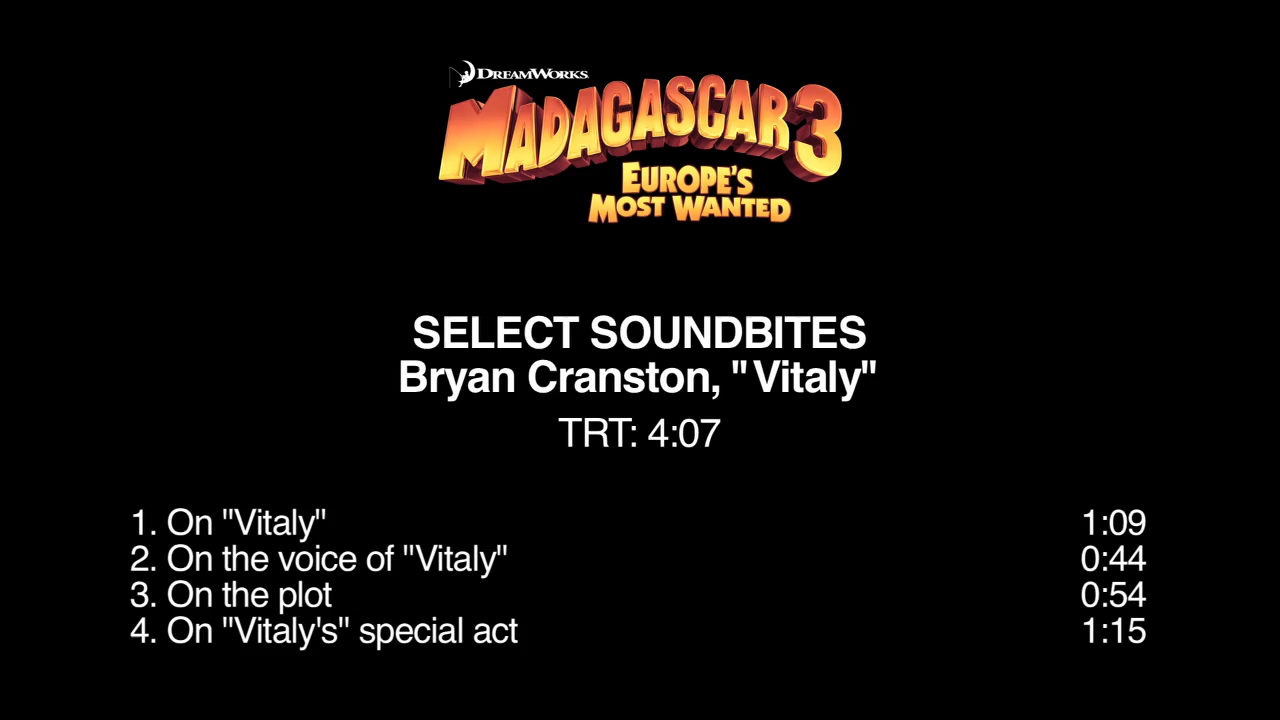 DREAMWORKS
MADAGASCAR 3
EUROPE'S
MOST WANTED
SELECT SOUNDBITES
Bryan Cranston, "Vitaly"
TRT: 4:07
1. On "Vitaly" 1:09
2. On the voice of "Vitaly" 0:44
3. On the plot 0:54
4. On "Vitaly's" special act 1:15